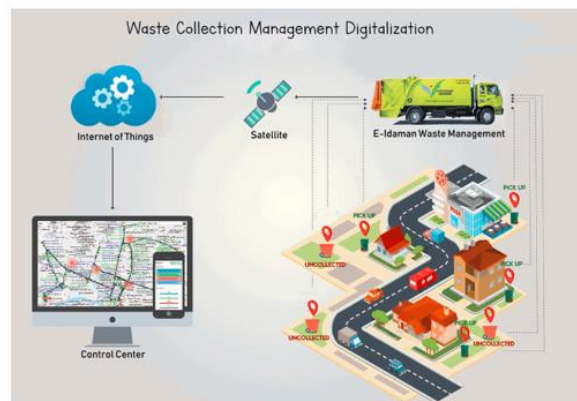 Waste Collection Management Digitalization
Internet of Things
Satellite
E-Idaman Waste Management
PICK UP
PICK UP
UNCOLLECTED
PICK UP
PICK UP
UNCOLLECTED
UNCOLLECTED
Control Center